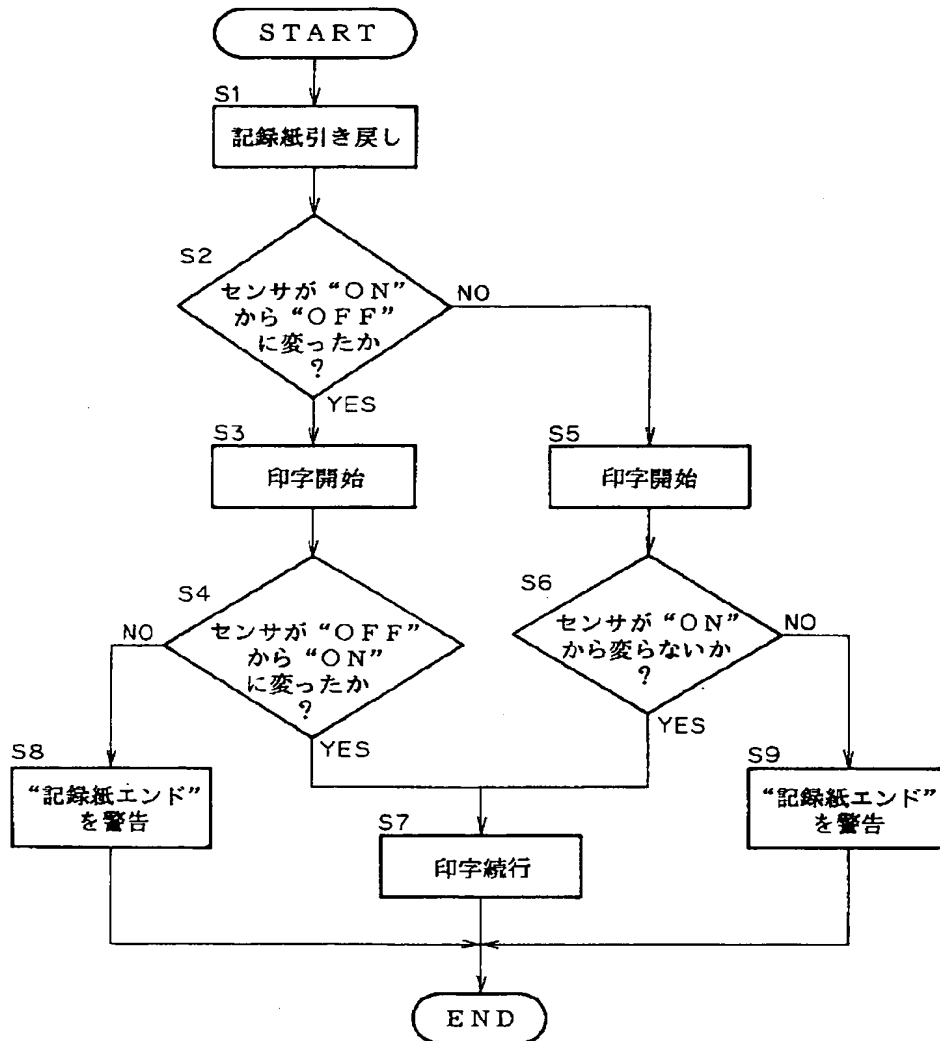 START
S1
記録紙引き戻し
S2
センサが“ON”
から“OFF”
に変ったか
?
NO
YES
S3
印字開始
S5
印字開始
S4
センサが“OFF”
から“ON”
に変ったか
?
NO
YES
S6
センサが“ON”
から変らないか
?
NO
YES
S8
“記録紙エンド”
を警告
S9
“記録紙エンド”
を警告
S7
印字続行
END